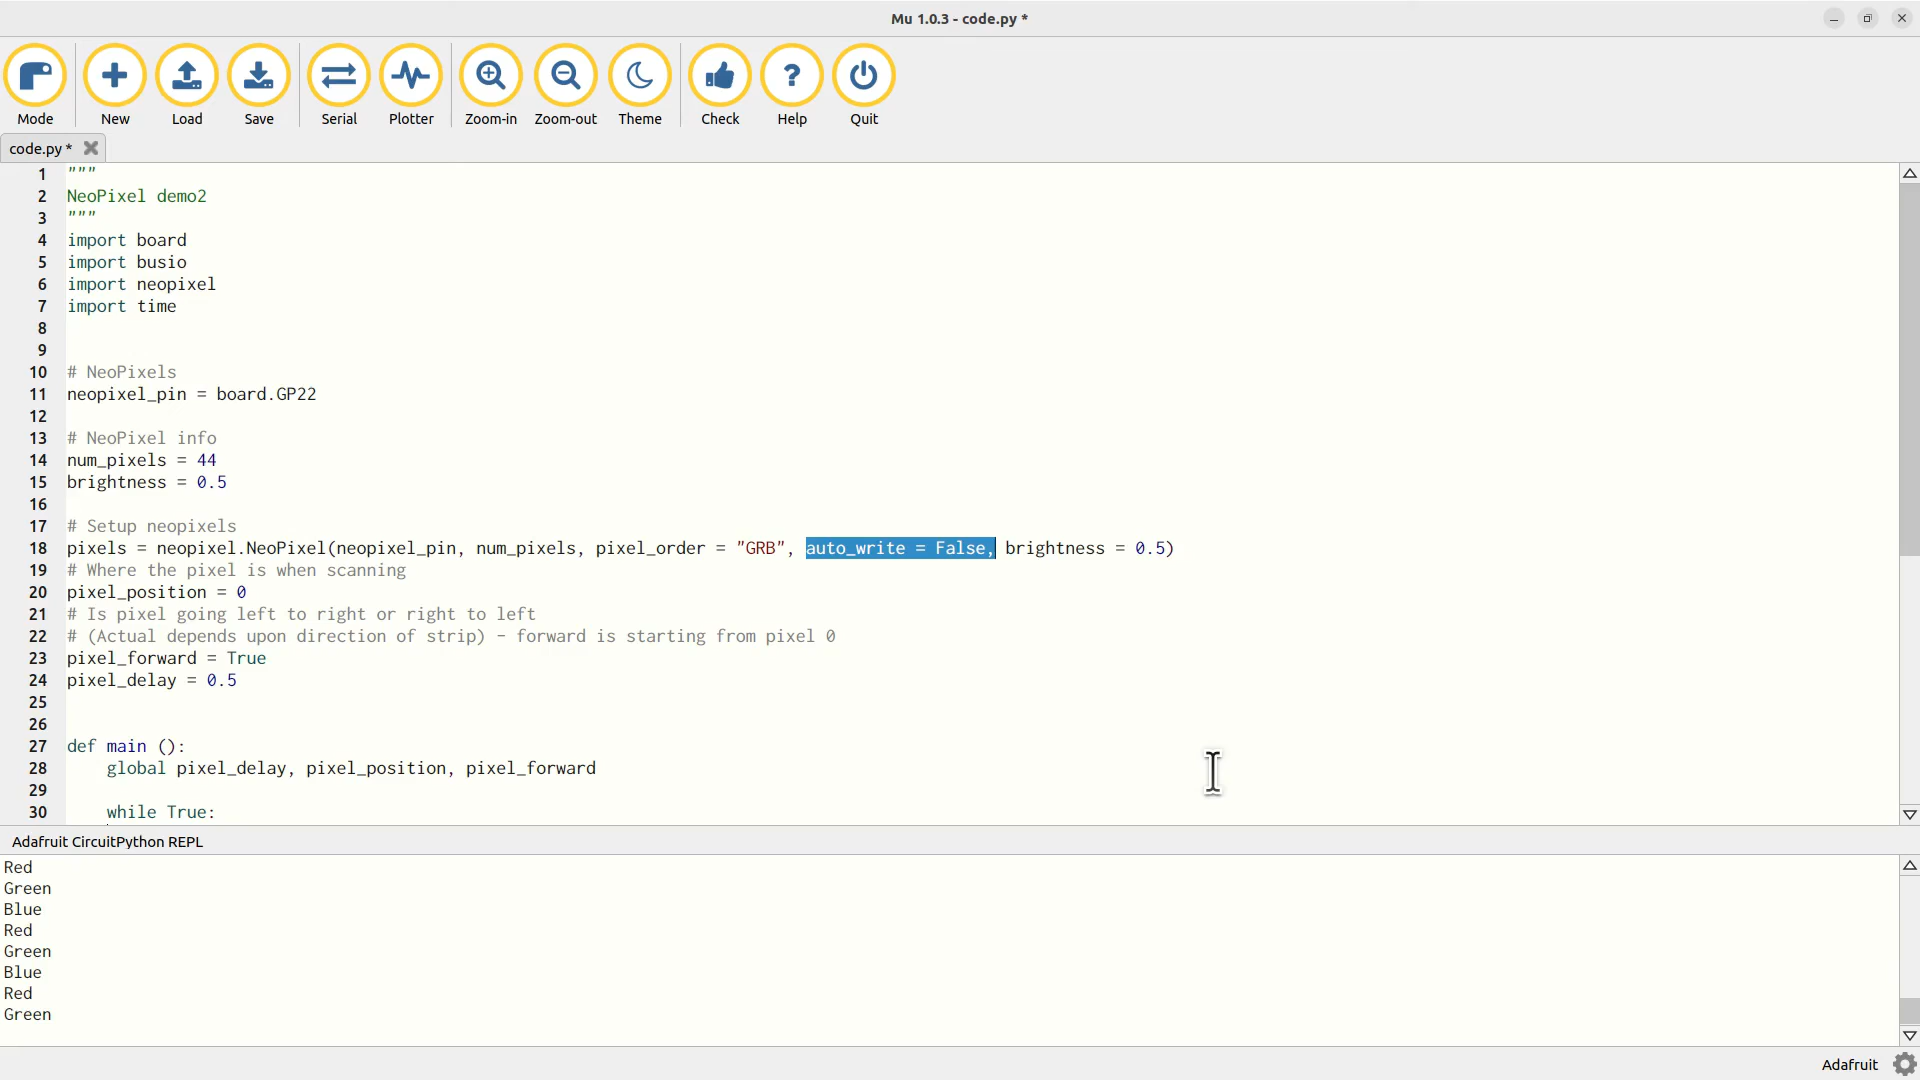 Mu 1.0.3 - code.py *
Mode New Load Save Serial Plotter Zoom-in Zoom-out Theme Check Help Quit
code.py *
1 """
2 NeoPixel demo2
3 """
4 import board
5 import busio
6 import neopixel
7 import time
8
9
10 # NeoPixels
11 neopixel_pin = board.GP22
12
13 # NeoPixel info
14 num_pixels = 44
15 brightness = 0.5
16
17 # Setup neopixels
18 pixels = neopixel.NeoPixel(neopixel_pin, num_pixels, pixel_order = "GRB", auto_write = False, brightness = 0.5)
19 # Where the pixel is when scanning
20 pixel_position = 0
21 # Is pixel going left to right or right to left
22 # (Actual depends upon direction of strip) - forward is starting from pixel 0
23 pixel_forward = True
24 pixel_delay = 0.5
25
26
27 def main ():
28     global pixel_delay, pixel_position, pixel_forward
29
30     while True:
Adafruit CircuitPython REPL
Red
Green
Blue
Red
Green
Blue
Red
Green
Adafruit